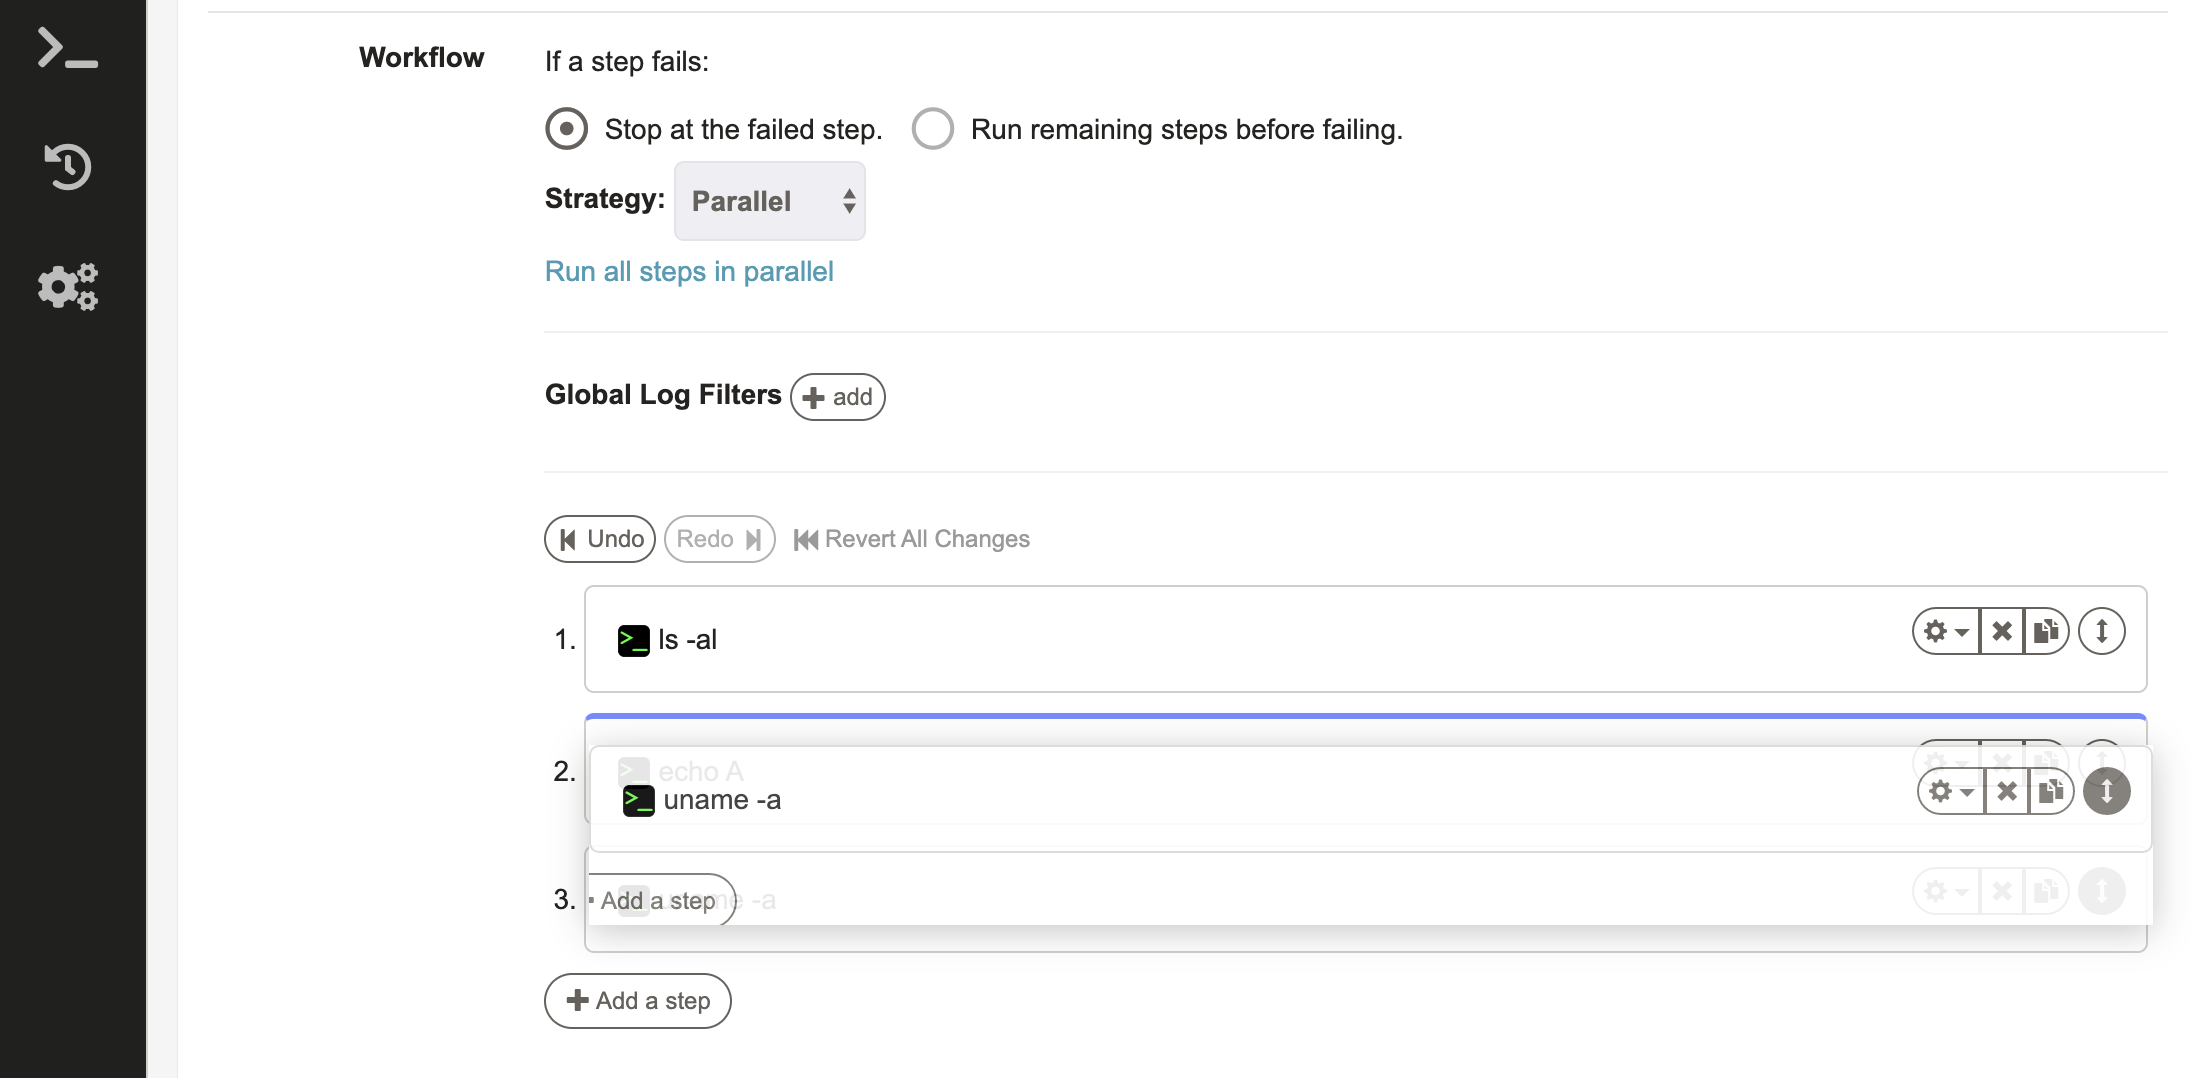 Workflow
If a step fails:
Stop at the failed step. Run remaining steps before failing.
Strategy: Parallel
Run all steps in parallel
Global Log Filters add
Undo Redo Revert All Changes
1. ls -al
2. echo A
uname -a
3. uname -a
Add a step
Add a step